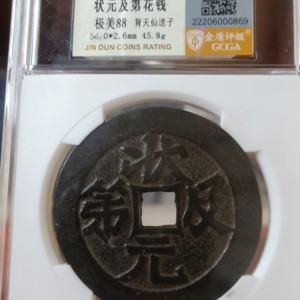 状元及第花钱
极美88 背天仙送子
56.0*2.6mm 45.8g
JIN DUN COINS RATING
22206000869
金盾评级
GCGA
状元及第